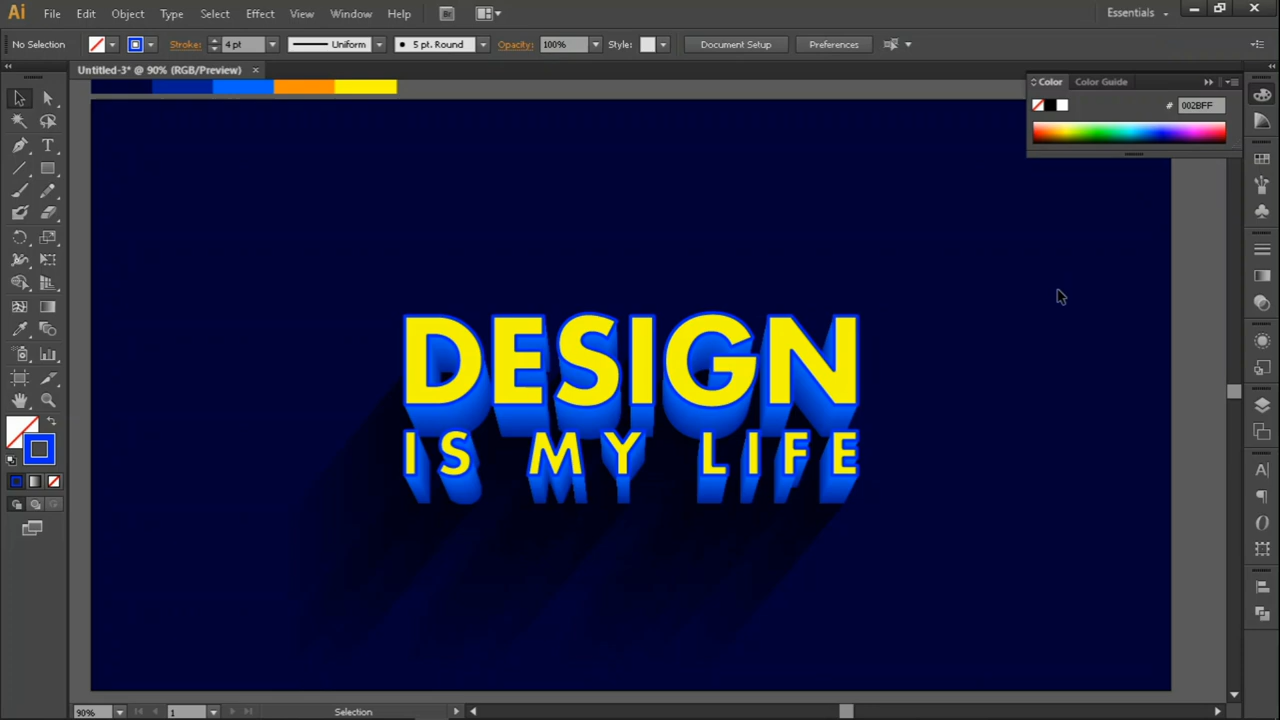 Ai File Edit Object Type Select Effect View Window Help Essentials
No Selection Stroke: 4 pt Uniform 5 pt. Round Opacity: 100% Style: Document Setup Preferences
Untitled-3* @ 90% (RGB/Preview) ×
Color Color Guide
# 002BFF
DESIGN
IS MY LIFE
90% 1 Selection